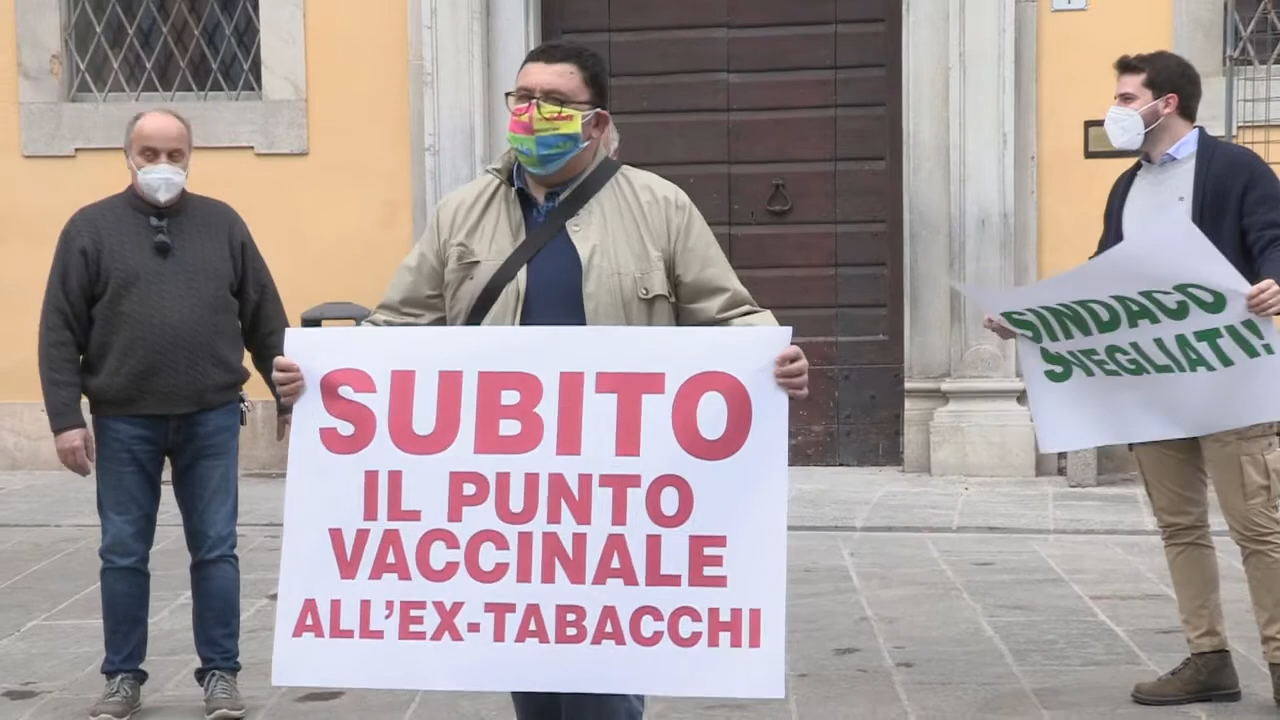 SUBITO
IL PUNTO
VACCINALE
ALL'EX-TABACCHI
SINDACO
SVEGLIATI!